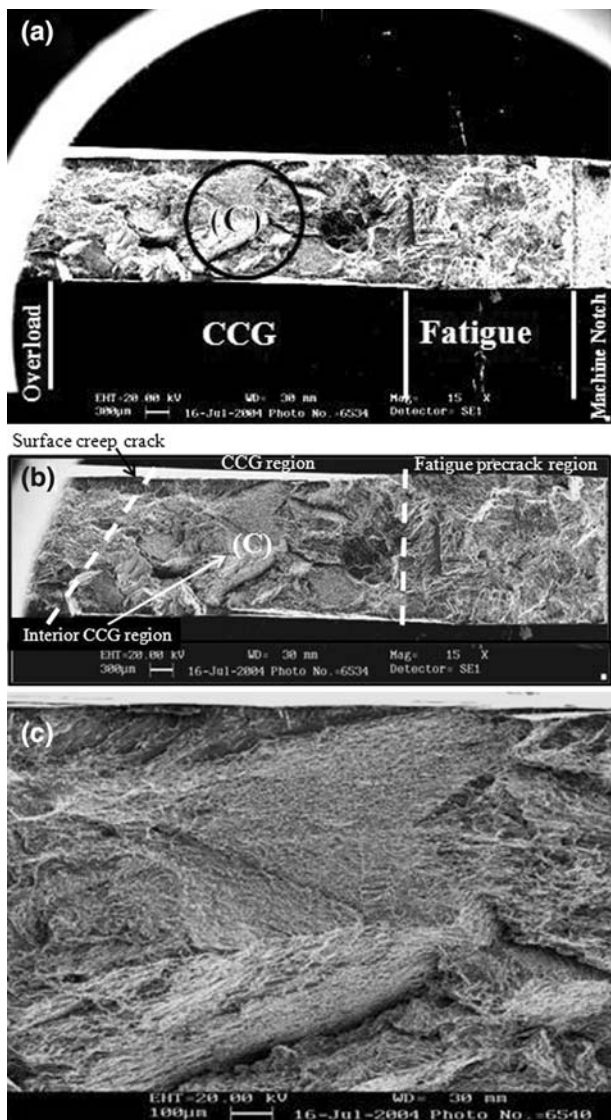 (a)
(C)
Overload
CCG
Fatigue
Machine Notch
EHT=20.00 kV WD= 30 mm Mag= 15 X
300µm 16-Jul-2004 Photo No.=6534 Detector= SE1
Surface creep crack
(b)
CCG region
Fatigue precrack region
(C)
Interior CCG region
EHT=20.00 kV WD= 30 mm Mag= 15 X
300µm 16-Jul-2004 Photo No.=6534 Detector= SE1
(c)
EHT=20.00 kV WD= 30 mm
100µm 16-Jul-2004 Photo No.=6540